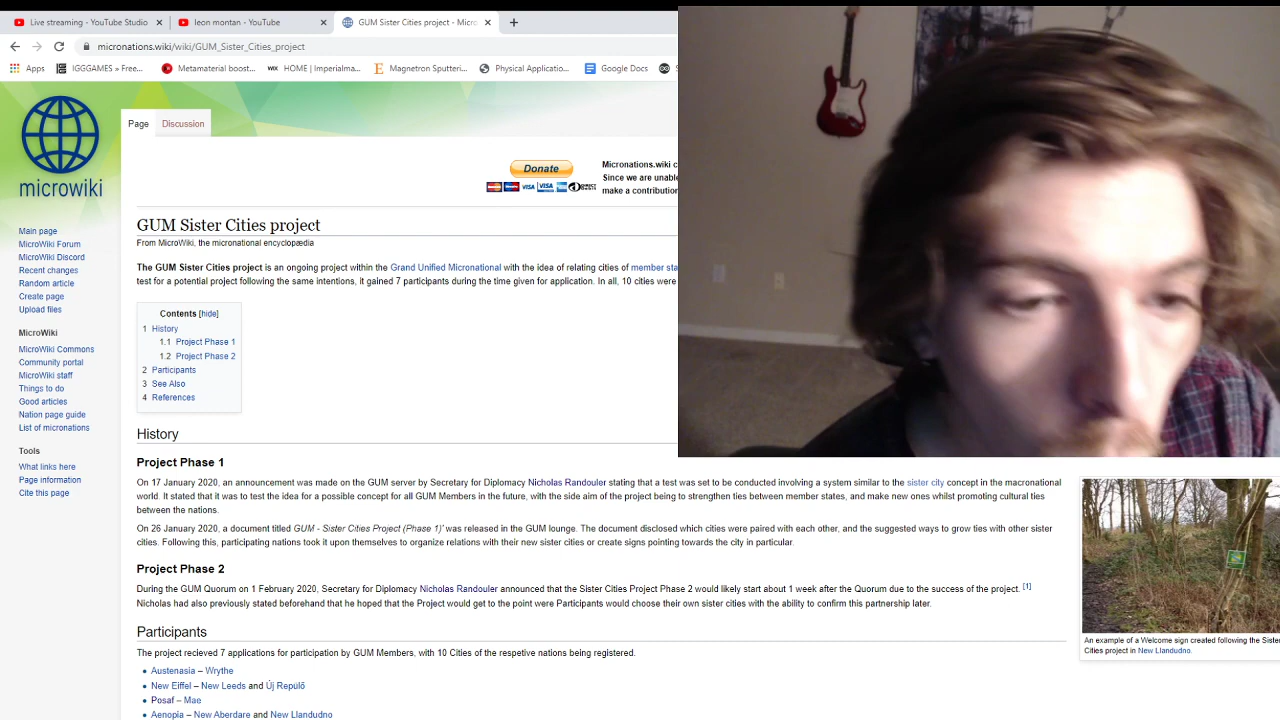 Live streaming - YouTube Studio
leon montan - YouTube
GUM Sister Cities project - Micro
micronations.wiki/wiki/GUM_Sister_Cities_project
Apps
IGGGAMES » Free...
Metamaterial boost...
WIX HOME | Imperialma...
Magnetron Sputteri...
Physical Applicatio...
Google Docs
Page
Discussion
microwiki
Donate
VISA VISA
Micronations.wiki c
Since we are unable
make a contribution
GUM Sister Cities project
From MicroWiki, the micronational encyclopædia
The GUM Sister Cities project is an ongoing project within the Grand Unified Micronational with the idea of relating cities of member sta
test for a potential project following the same intentions, it gained 7 participants during the time given for application. In all, 10 cities were
Contents [hide]
1 History
1.1 Project Phase 1
1.2 Project Phase 2
2 Participants
3 See Also
4 References
Main page
MicroWiki Forum
MicroWiki Discord
Recent changes
Random article
Create page
Upload files
MicroWiki
MicroWiki Commons
Community portal
MicroWiki staff
Things to do
Good articles
Nation page guide
List of micronations
Tools
What links here
Page information
Cite this page
History
Project Phase 1
On 17 January 2020, an announcement was made on the GUM server by Secretary for Diplomacy Nicholas Randouler stating that a test was set to be conducted involving a system similar to the sister city concept in the macronational
world. It stated that it was to test the idea for a possible concept for all GUM Members in the future, with the side aim of the project being to strengthen ties between member states, and make new ones whilst promoting cultural ties
between the nations.
On 26 January 2020, a document titled GUM - Sister Cities Project (Phase 1)' was released in the GUM lounge. The document disclosed which cities were paired with each other, and the suggested ways to grow ties with other sister
cities. Following this, participating nations took it upon themselves to organize relations with their new sister cities or create signs pointing towards the city in particular.
Project Phase 2
During the GUM Quorum on 1 February 2020, Secretary for Diplomacy Nicholas Randouler announced that the Sister Cities Project Phase 2 would likely start about 1 week after the Quorum due to the success of the project. [1]
Nicholas had also previously stated beforehand that he hoped that the Project would get to the point were Participants would choose their own sister cities with the ability to confirm this partnership later.
An example of a Welcome sign created following the Siste
Cities project in New Llandudno.
Participants
The project recieved 7 applications for participation by GUM Members, with 10 Cities of the respetive nations being registered.
• Austenasia – Wrythe
• New Eiffel – New Leeds and Új Repülő
• Posaf – Mae
• Aenopia – New Aberdare and New Llandudno